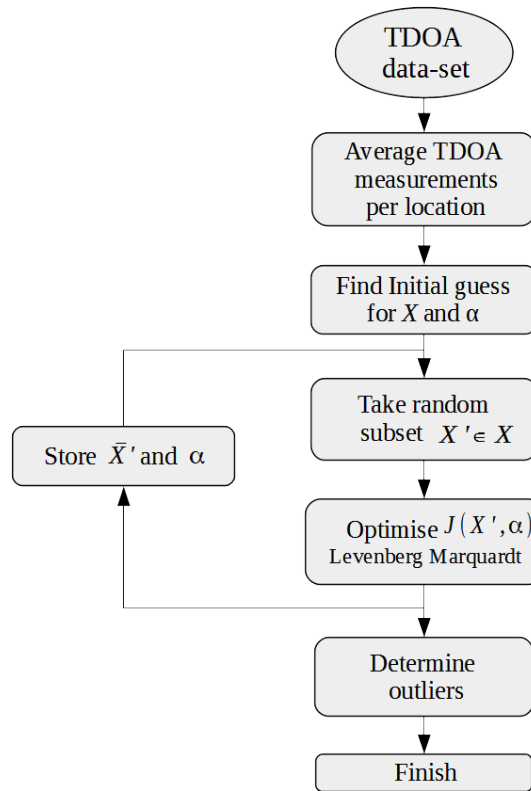 TDOA
data-set
Average TDOA
measurements
per location
Find Initial guess
for X and α
Take random
subset X' ∈ X
Store X̄' and α
Optimise J(X',α)
Levenberg Marquardt
Determine
outliers
Finish